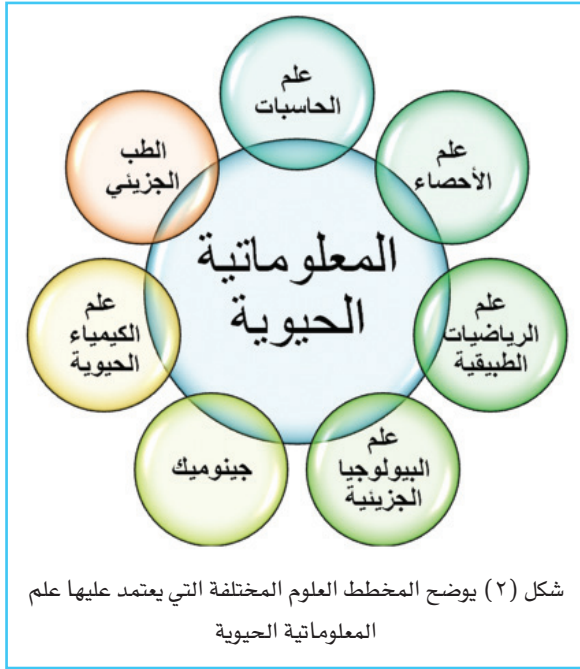 علم
الحاسبات
علم
الأحصاء
علم
الرياضيات
الطبيقية
علم
البيولوجيا
الجزيئية
جينوميك
علم
الكيمياء
الحيوية
الطب
الجزيئي
المعلوماتية
الحيوية
شكل (٢) يوضح المخطط العلوم المختلفة التي يعتمد عليها علم
المعلوماتية الحيوية